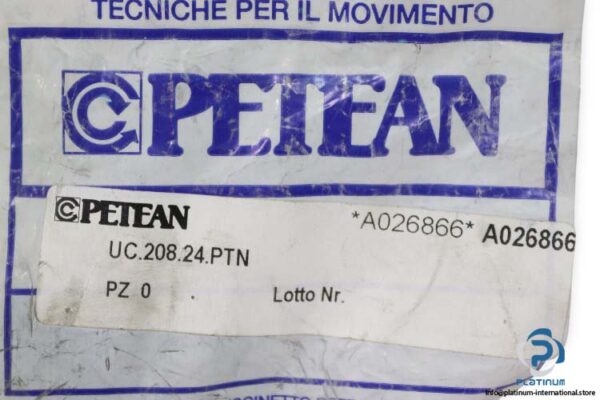 TECNICHE PER IL MOVIMENTO
PETEAN
PETEAN
*A026866* A026866
UC.208.24.PTN
PZ 0 Lotto Nr.
PLATINUM
info@platinum-international.store